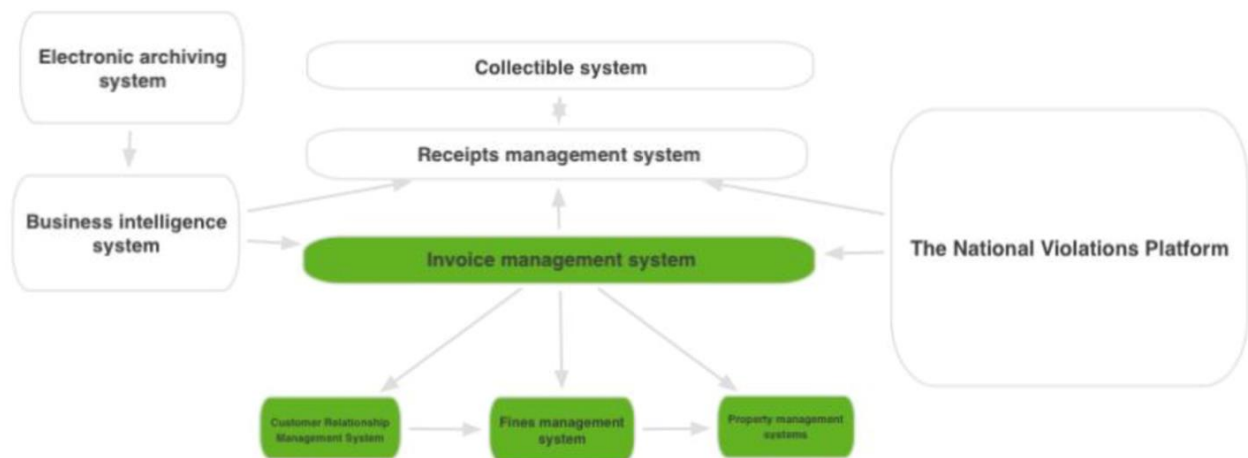 Electronic archiving
system
Collectible system
Receipts management system
Business intelligence
system
The National Violations Platform
Invoice management system
Customer Relationship
Management System
Fines management
system
Property management
systems